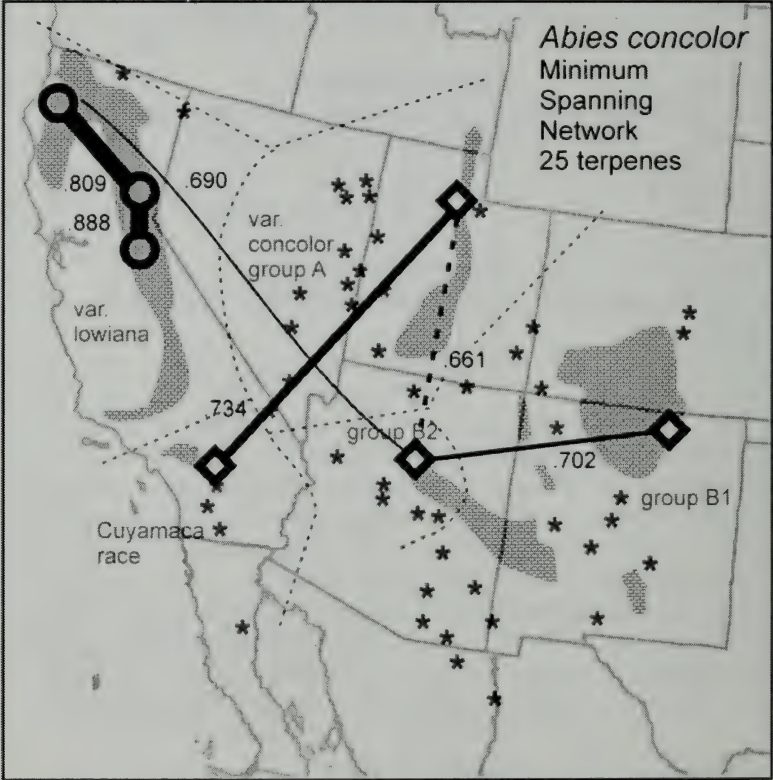 Abies concolor
Minimum
Spanning
Network
25 terpenes
.809
.690
.888
var.
concolor
group A
var.
lowiana
.661
.734
group B2
.702
group B1
Cuyamaca
race